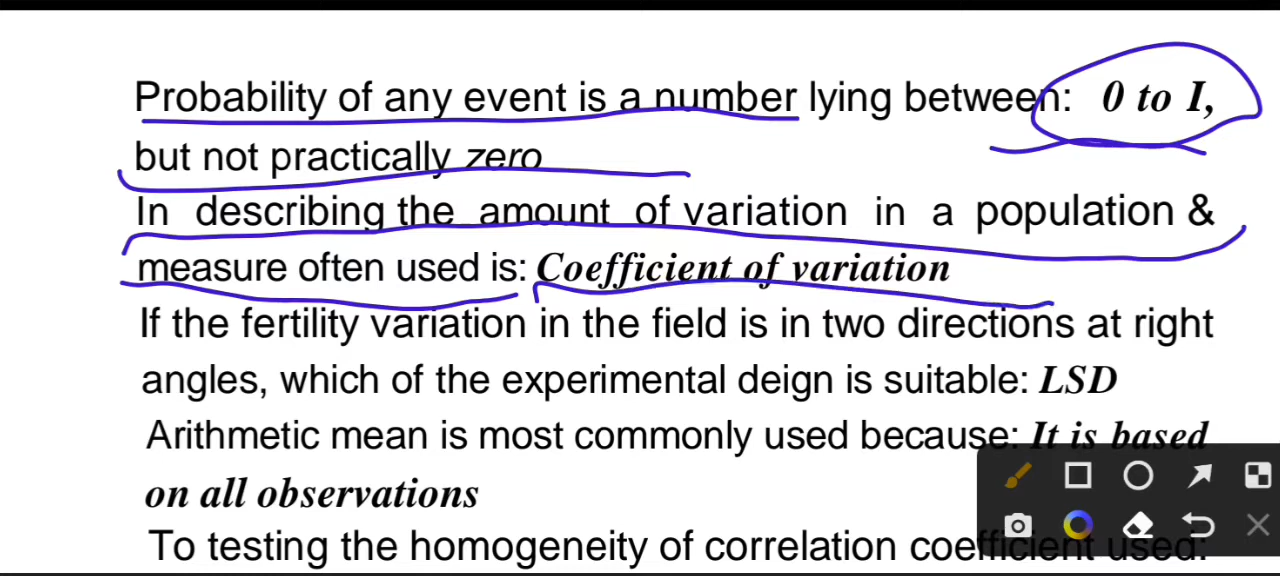 Probability of any event is a number lying between: 0 to I,
but not practically zero
In describing the amount of variation in a population &
measure often used is: Coefficient of variation
If the fertility variation in the field is in two directions at right
angles, which of the experimental deign is suitable: LSD
Arithmetic mean is most commonly used because: It is based
on all observations
To testing the homogeneity of correlation coefficient used: